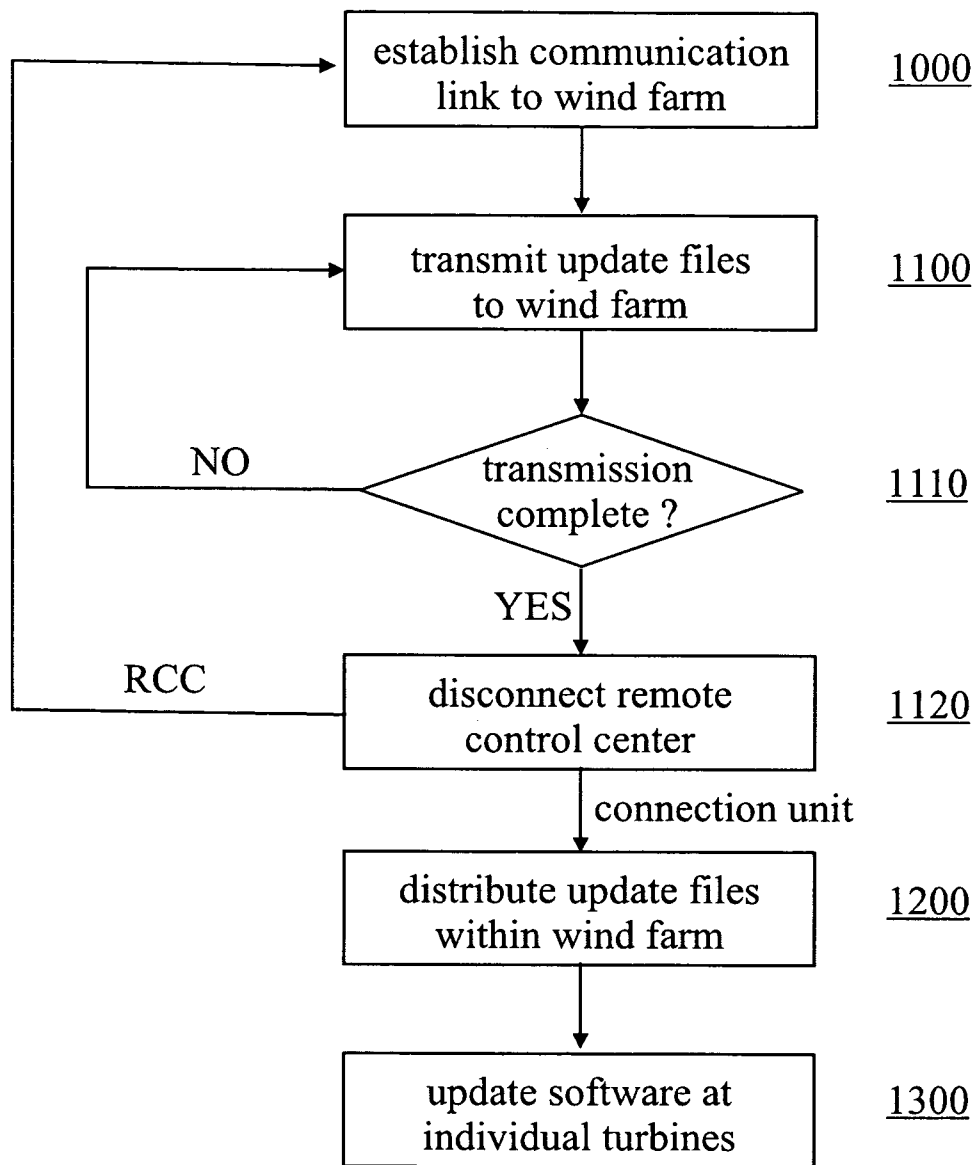 establish communication
link to wind farm
1000
transmit update files
to wind farm
1100
NO
transmission
complete ?
1110
YES
RCC
disconnect remote
control center
1120
connection unit
distribute update files
within wind farm
1200
update software at
individual turbines
1300